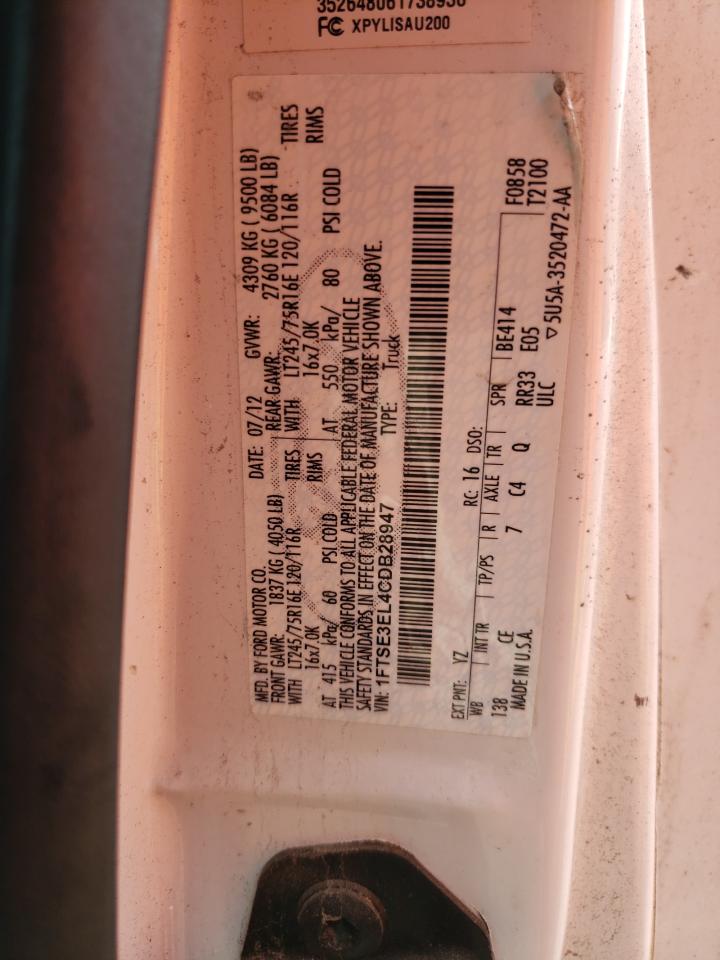 352648061738930
FC XPYLISAU200
MFD. BY FORD MOTOR CO. DATE: 07/12 GVWR: 4309 KG ( 9500 LB)
FRONT GAWR: 1837 KG ( 4050 LB) REAR GAWR: 2760 KG ( 6084 LB)
WITH LT245/75R16E 120/116R TIRES WITH LT245/75R16E 120/116R TIRES
16x7.0K RIMS 16x7.0K RIMS
AT 415 kPa/ 60 PSI COLD AT 550 kPa/ 80 PSI COLD
THIS VEHICLE CONFORMS TO ALL APPLICABLE FEDERAL MOTOR VEHICLE
SAFETY STANDARDS IN EFFECT ON THE DATE OF MANUFACTURE SHOWN ABOVE.
VIN: 1FTSE3EL4CDB28947 TYPE: Truck
EXT PNT: YZ RC: 16 DSO: F0858
WB INT TR TP/PS R AXLE TR SPR BE414 T2100
138 CE 7 C4 Q RR33 E05
MADE IN U.S.A. ULC ▽ 5U5A-3520472-AA